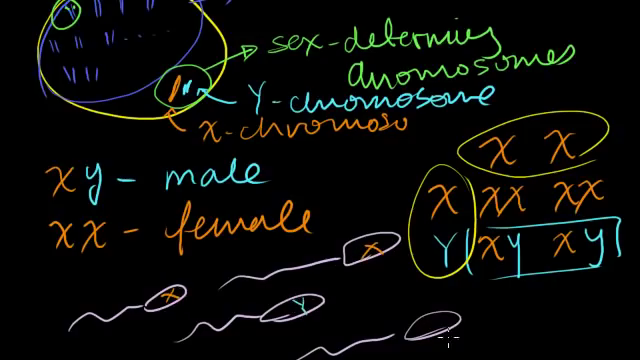 sex-determining
chromosomes
Y-chromosome
X-chromoso
X X
xy - male
X XX XX
xx - female
Y Xy Xy
X
X
Y